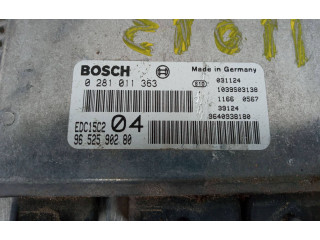 BOSCH
Made in Germany
0 281 011 363
031124
1039S03138
1166 0567
39124
EDC15C2 04
9640938180
96 525 902 80